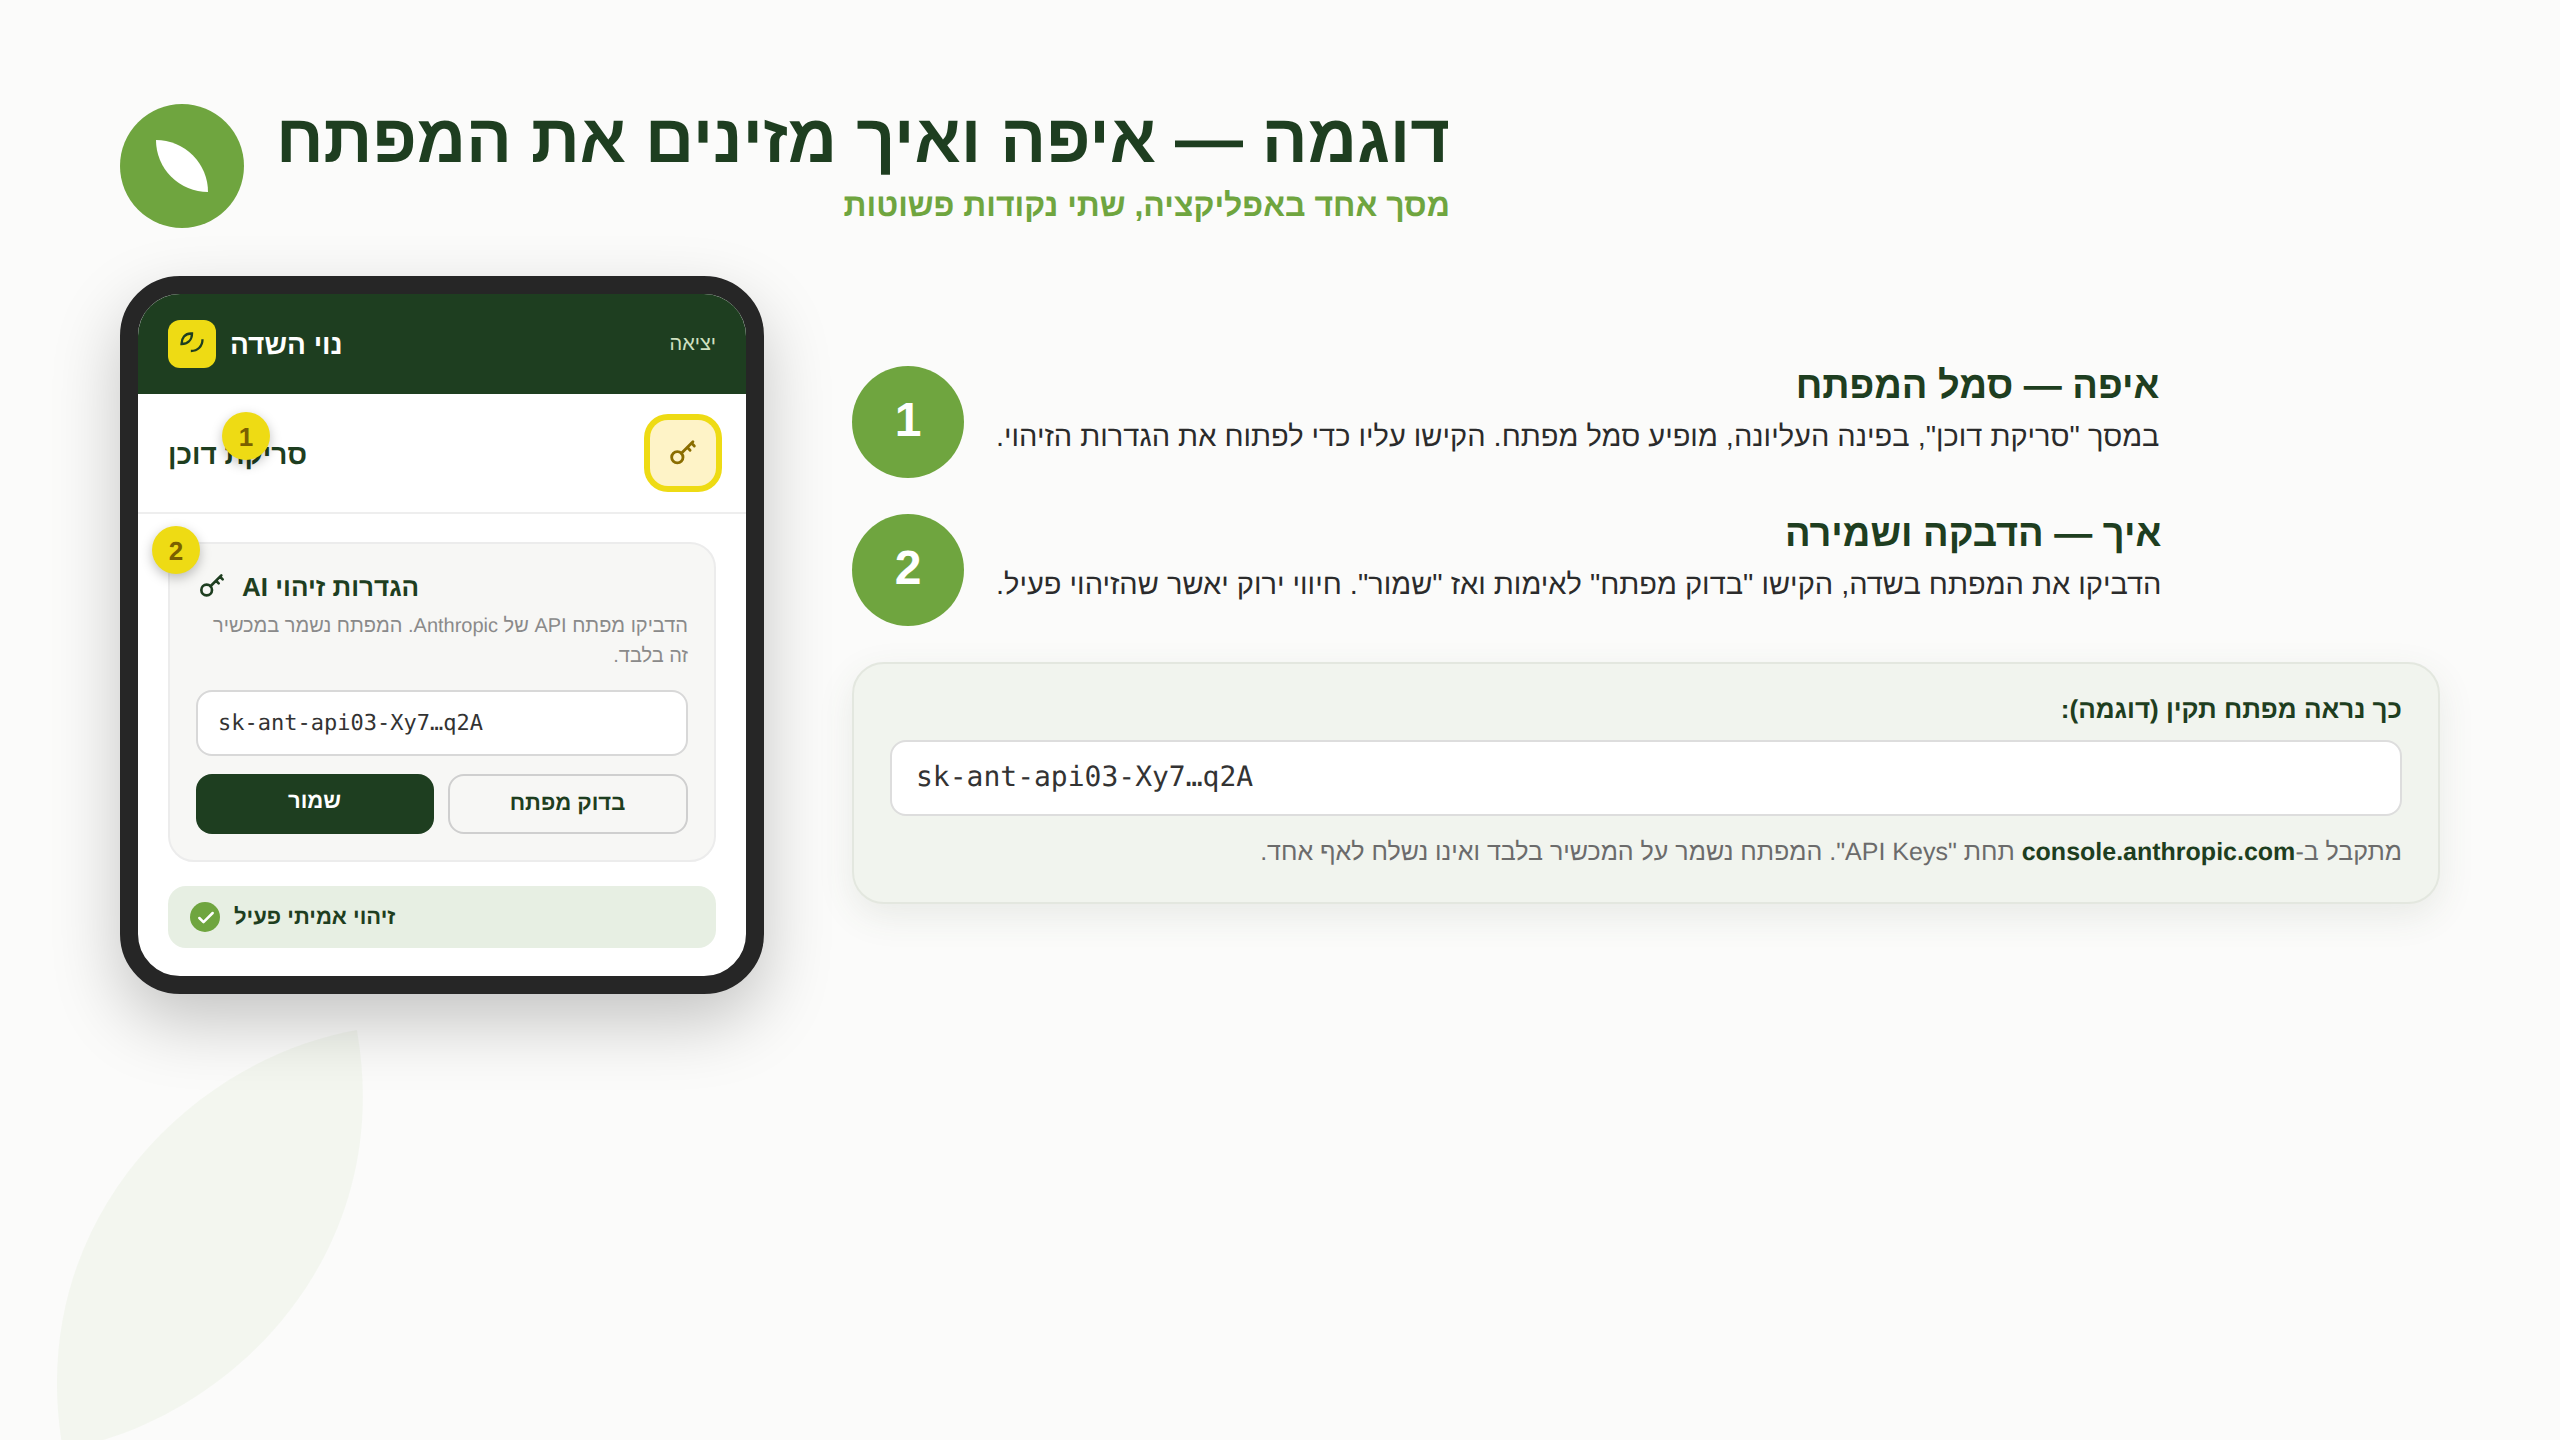 דוגמה — איפה ואיך מזינים את המפתח
מסך אחד באפליקציה, שתי נקודות פשוטות
נוי השדה
יציאה
1
סריקת דוכן
2
הגדרות זיהוי AI
הדביקו מפתח API של Anthropic. המפתח נשמר במכשיר
זה בלבד.
sk-ant-api03-Xy7…q2A
בדוק מפתח
שמור
זיהוי אמיתי פעיל
1
איפה — סמל המפתח
במסך "סריקת דוכן", בפינה העליונה, מופיע סמל מפתח. הקישו עליו כדי לפתוח את הגדרות הזיהוי.
2
איך — הדבקה ושמירה
הדביקו את המפתח בשדה, הקישו "בדוק מפתח" לאימות ואז "שמור". חיווי ירוק יאשר שהזיהוי פעיל.
כך נראה מפתח תקין (דוגמה):
sk-ant-api03-Xy7…q2A
מתקבל ב-console.anthropic.com תחת "API Keys". המפתח נשמר על המכשיר בלבד ואינו נשלח לאף אחד.